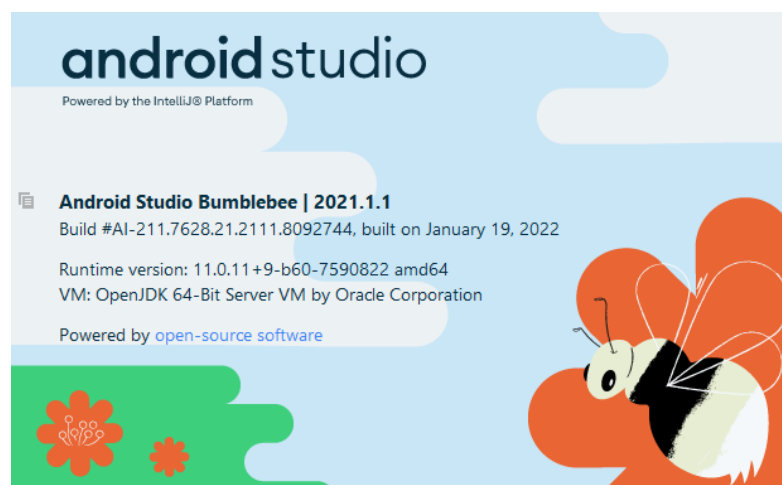 androidstudio
Powered by the IntelliJ® Platform
Android Studio Bumblebee | 2021.1.1
Build #AI-211.7628.21.2111.8092744, built on January 19, 2022
Runtime version: 11.0.11+9-b60-7590822 amd64
VM: OpenJDK 64-Bit Server VM by Oracle Corporation
Powered by open-source software